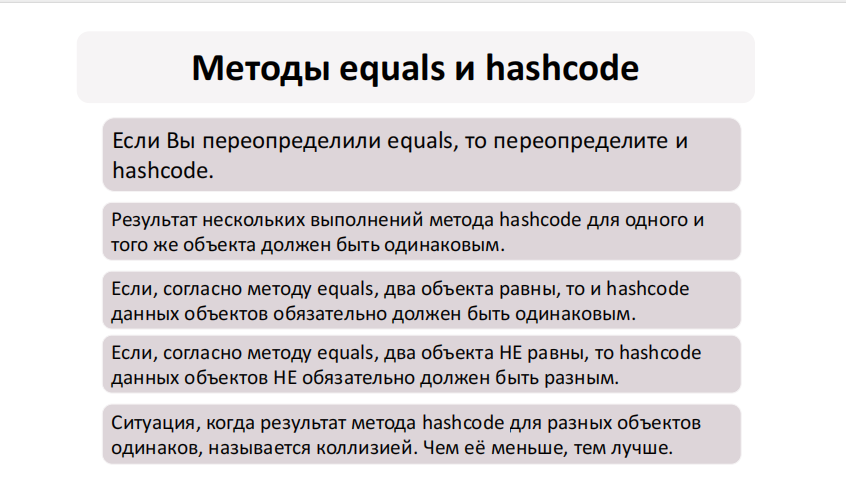 Методы equals и hashcode
Если Вы переопределили equals, то переопределите и
hashcode.
Результат нескольких выполнений метода hashcode для одного и
того же объекта должен быть одинаковым.
Если, согласно методу equals, два объекта равны, то и hashcode
данных объектов обязательно должен быть одинаковым.
Если, согласно методу equals, два объекта НЕ равны, то hashcode
данных объектов НЕ обязательно должен быть разным.
Ситуация, когда результат метода hashcode для разных объектов
одинаков, называется коллизией. Чем её меньше, тем лучше.